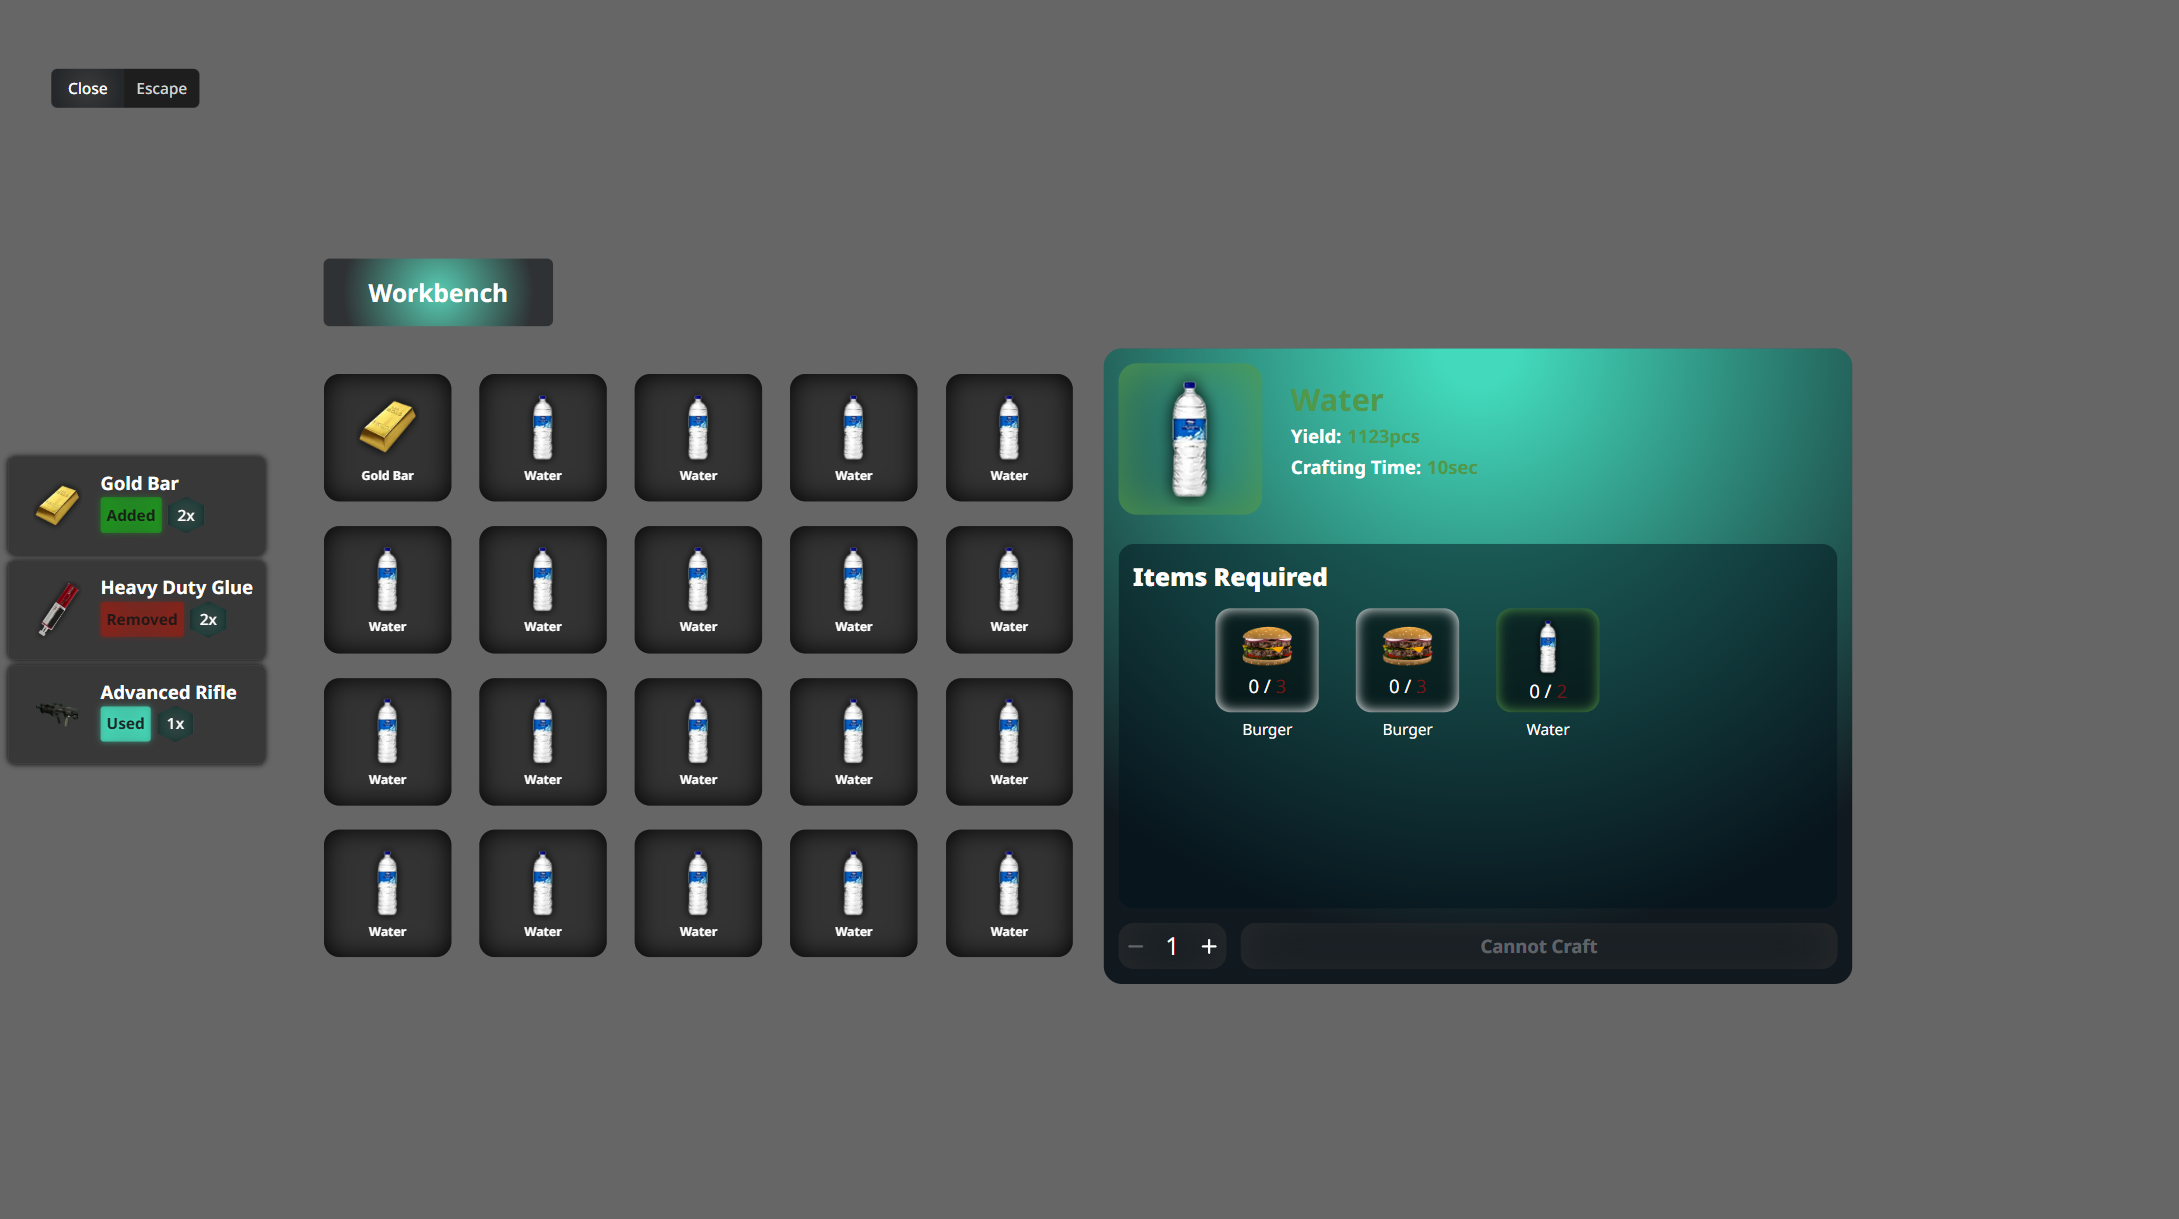 Close Escape
Workbench
Gold Bar
Added 2x
Heavy Duty Glue
Removed 2x
Advanced Rifle
Used 1x
Gold Bar Water Water Water Water
Water Water Water Water Water
Water Water Water Water Water
Water Water Water Water Water
Water
Yield: 1123pcs
Crafting Time: 10sec
Items Required
0 / 3 0 / 3 0 / 2
Burger Burger Water
− 1 + Cannot Craft